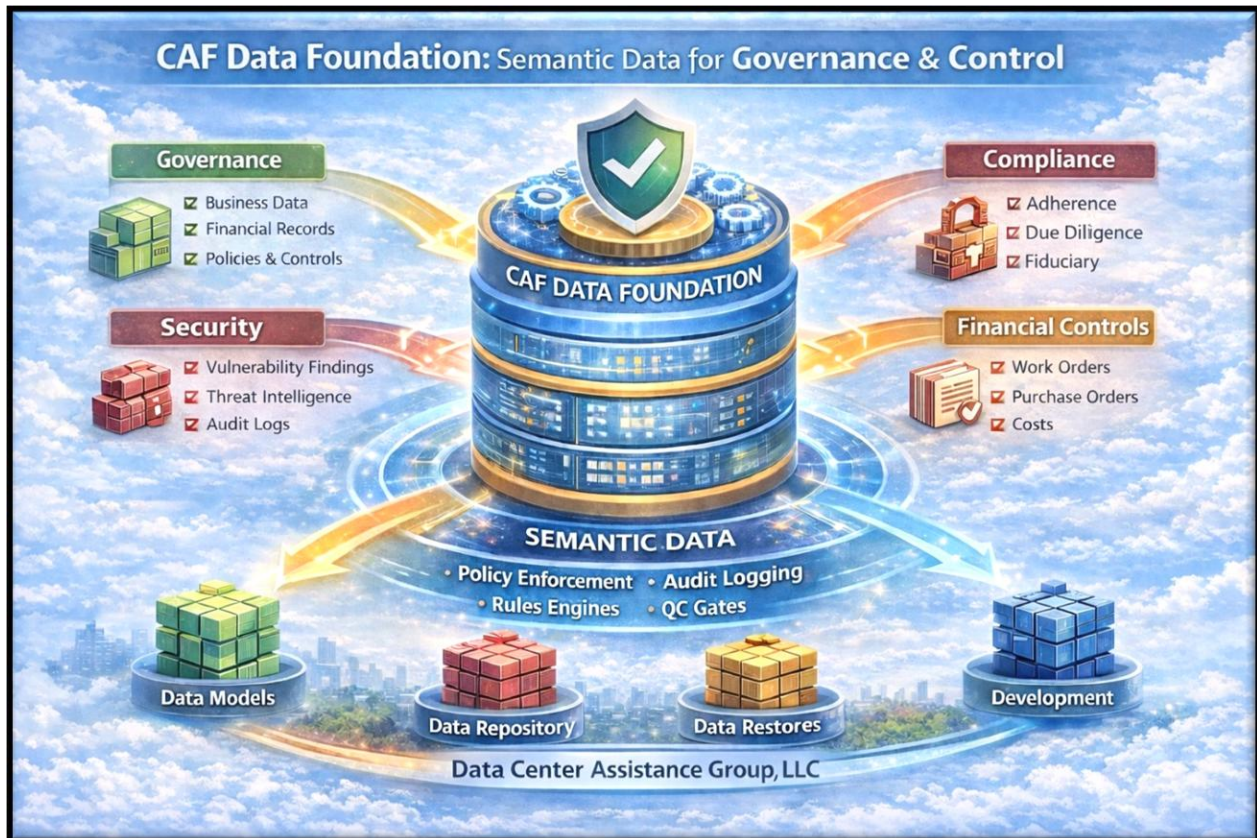 CAF Data Foundation: Semantic Data for Governance & Control
Governance
Business Data
Financial Records
Policies & Controls
Security
Vulnerability Findings
Threat Intelligence
Audit Logs
Compliance
Adherence
Due Diligence
Fiduciary
Financial Controls
Work Orders
Purchase Orders
Costs
CAF DATA FOUNDATION
SEMANTIC DATA
• Policy Enforcement • Audit Logging
• Rules Engines • QC Gates
Data Models
Data Repository
Data Restores
Development
Data Center Assistance Group, LLC